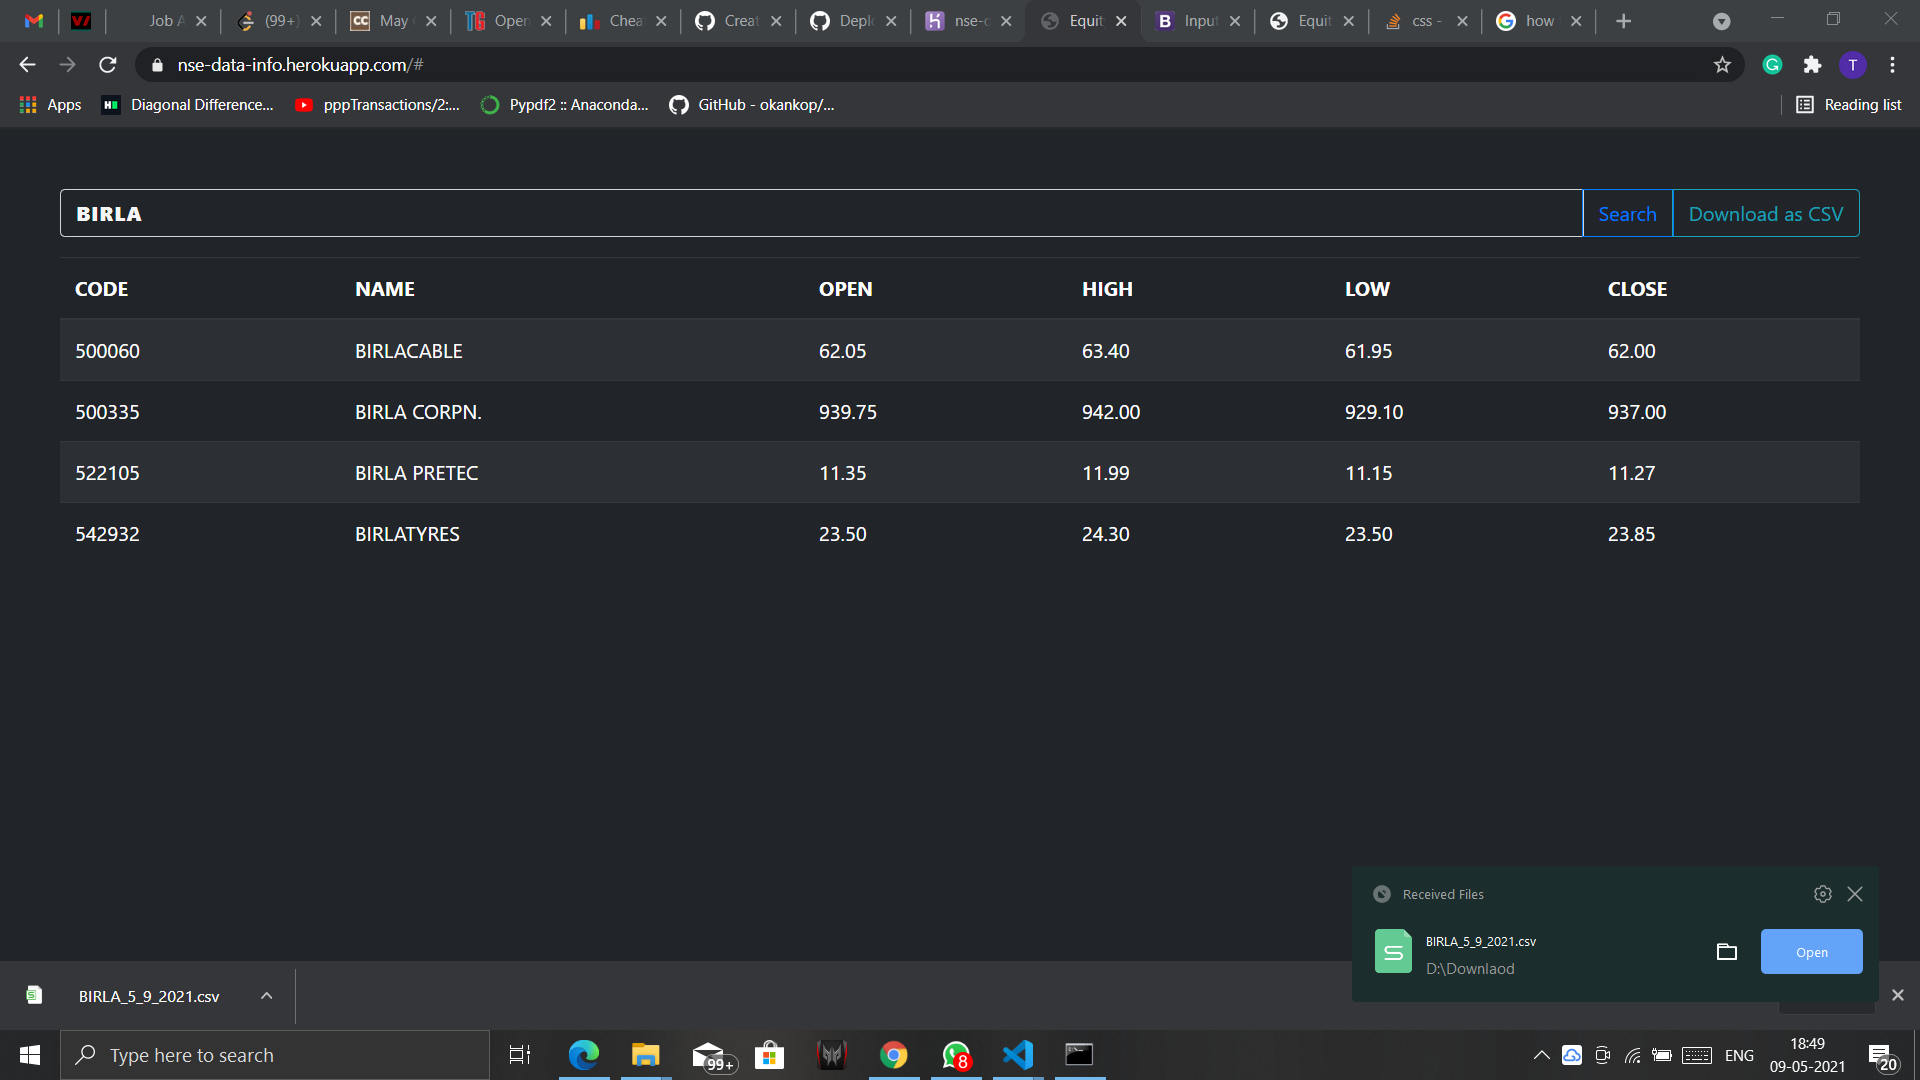 Job A
(99+)
CC May
TG Open
Chea
Creat
Deplo
nse-d
Equit
B Input
Equit
css -
how
nse-data-info.herokuapp.com/#
T
Apps
Diagonal Difference...
pppTransactions/2:...
Pypdf2 :: Anaconda...
GitHub - okankop/...
Reading list
BIRLA
Search
Download as CSV
CODE NAME OPEN HIGH LOW CLOSE
500060 BIRLACABLE 62.05 63.40 61.95 62.00
500335 BIRLA CORPN. 939.75 942.00 929.10 937.00
522105 BIRLA PRETEC 11.35 11.99 11.15 11.27
542932 BIRLATYRES 23.50 24.30 23.50 23.85
Received Files
BIRLA_5_9_2021.csv
D:\Downlaod
Open
BIRLA_5_9_2021.csv
Type here to search
99+
8
ENG
18:49
09-05-2021
20